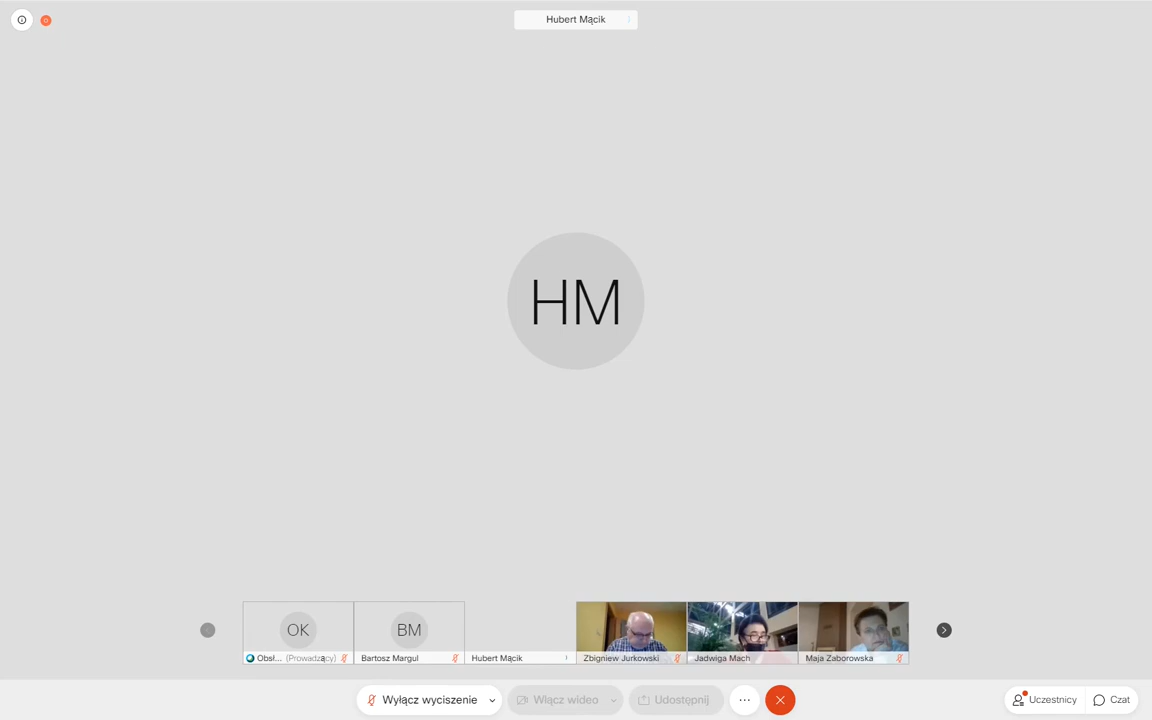 Hubert Mącik
HM
OK
BM
Obsł... (Prowadzący)
Bartosz Margul
Hubert Mącik
Zbigniew Jurkowski
Jadwiga Mach
Maja Zaborowska
Wyłącz wyciszenie
Włącz wideo
Udostępnij
Uczestnicy
Czat